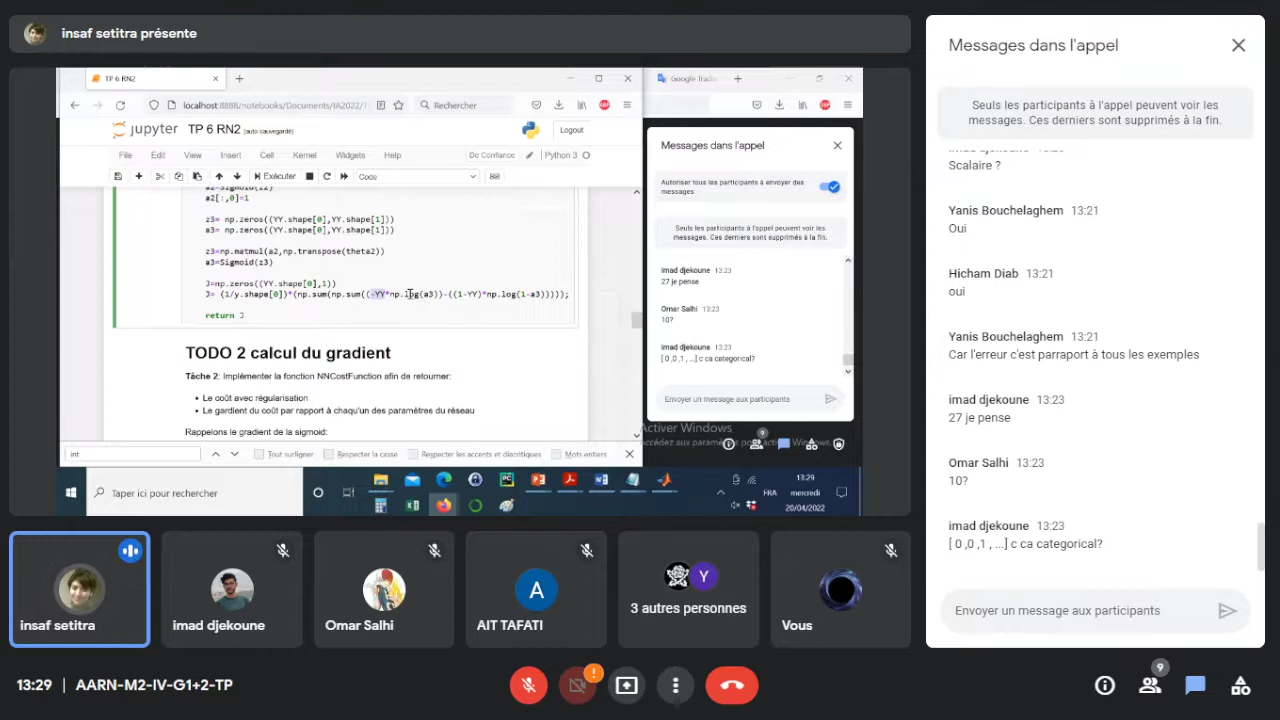 insaf setitra présente
TP 6 RN2
localhost:8888/notebooks/Documents/IA2022/
Rechercher
jupyter TP 6 RN2 (auto-sauvegardé)
Logout
File Edit View Insert Cell Kernel Widgets Help
De Confiance
Python 3
Exécuter
Code
a2[:,0]=1
z3= np.zeros((YY.shape[0],YY.shape[1]))
a3= np.zeros((YY.shape[0],YY.shape[1]))
z3=np.matmul(a2,np.transpose(theta2))
a3=Sigmoid(z3)
J=np.zeros((YY.shape[0],1))
J= (1/y.shape[0])*(np.sum(np.sum((-YY*np.log(a3))-((1-YY)*np.log(1-a3)))));
return J
TODO 2 calcul du gradient
Tâche 2: Implémenter la fonction NNCostFunction afin de retourner:
Le coût avec régularisation
Le gardient du coût par rapport à chaqu'un des paramètres du réseau
Rappelons le gradient de la sigmoid:
int
Tout surligner
Respecter la casse
Respecter les accents et diacritiques
Mots entiers
Google Tradu
Messages dans l'appel
Autoriser tous les participants à envoyer des
messages
Seuls les participants à l'appel peuvent voir les
messages. Ces derniers sont supprimés à la fin.
imad djekoune 13:23
27 je pense
Omar Salhi 13:23
10?
imad djekoune 13:23
[ 0 ,0 ,1 , ...] c ca categorical?
Envoyer un message aux participants
Activer Windows
9
Taper ici pour rechercher
FRA
13:29
mercredi
20/04/2022
insaf setitra
imad djekoune
Omar Salhi
A
AIT TAFATI
Y
3 autres personnes
Vous
13:29 | AARN-M2-IV-G1+2-TP
Messages dans l'appel
Seuls les participants à l'appel peuvent voir les
messages. Ces derniers sont supprimés à la fin.
imad djekoune 13:23
Scalaire ?
Yanis Bouchelaghem 13:21
Oui
Hicham Diab 13:21
oui
Yanis Bouchelaghem 13:21
Car l'erreur c'est parraport à tous les exemples
imad djekoune 13:23
27 je pense
Omar Salhi 13:23
10?
imad djekoune 13:23
[ 0 ,0 ,1 , ...] c ca categorical?
Envoyer un message aux participants
9